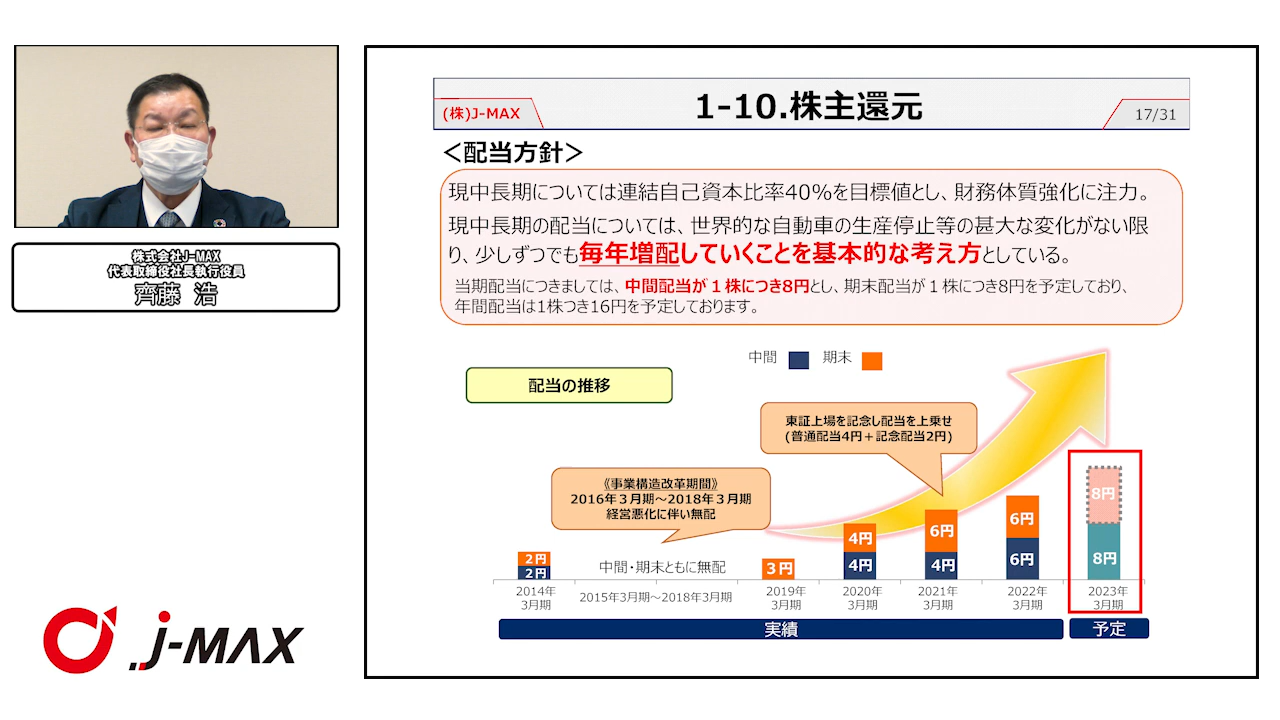 株式会社J-MAX
代表取締役社長執行役員
齊藤 浩
J-MAX
(株)J-MAX
1-10.株主還元
17/31
＜配当方針＞
現中長期については連結自己資本比率40%を目標値とし、財務体質強化に注力。
現中長期の配当については、世界的な自動車の生産停止等の甚大な変化がない限
り、少しずつでも毎年増配していくことを基本的な考え方としている。
当期配当につきましては、中間配当が１株につき8円とし、期末配当が１株につき8円を予定しており、
年間配当は1株つき16円を予定しております。
中間
期末
配当の推移
東証上場を記念し配当を上乗せ
(普通配当4円＋記念配当2円)
《事業構造改革期間》
2016年３月期～2018年３月期
経営悪化に伴い無配
2円
2円
中間・期末ともに無配
3円
4円
4円
6円
4円
6円
6円
8円
8円
2014年
3月期
2015年3月期～2018年3月期
2019年
3月期
2020年
3月期
2021年
3月期
2022年
3月期
2023年
3月期
実績
予定